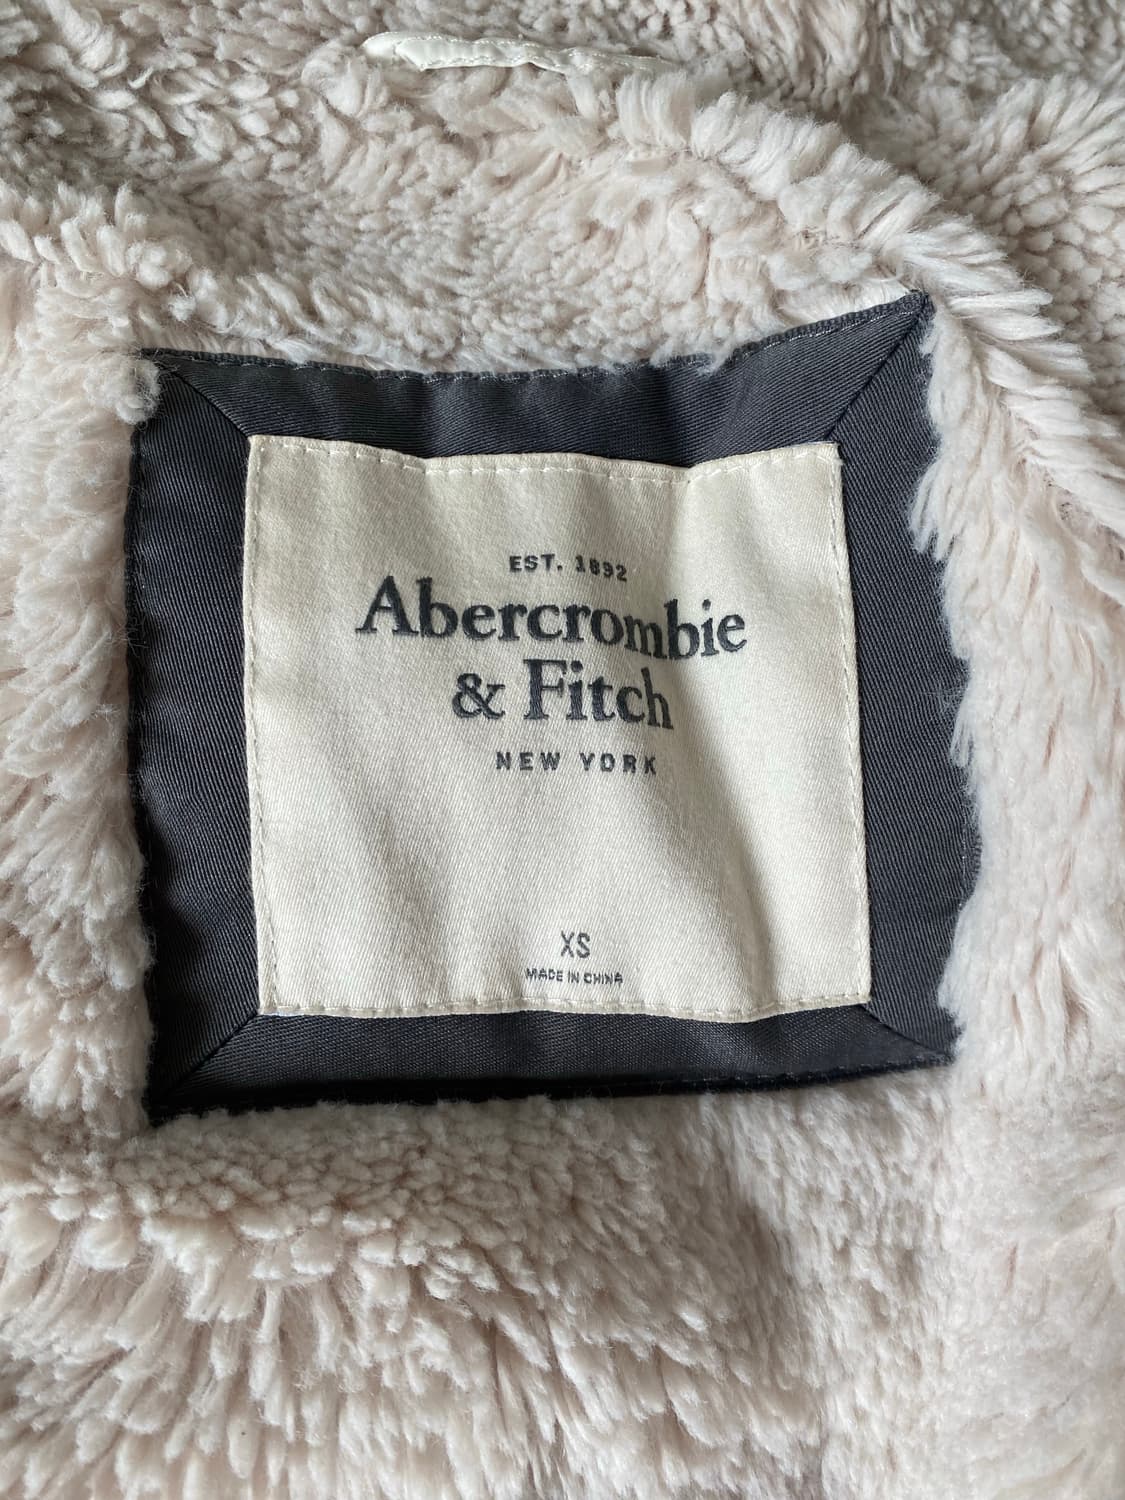 EST. 1892
Abercrombie
& Fitch
NEW YORK
XS
MADE IN CHINA